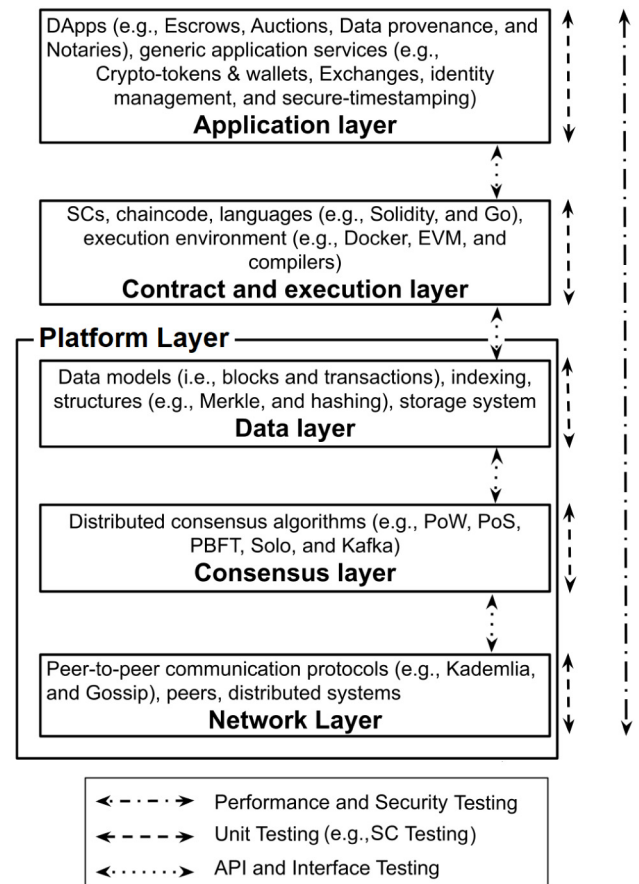 DApps (e.g., Escrows, Auctions, Data provenance, and
Notaries), generic application services (e.g.,
Crypto-tokens & wallets, Exchanges, identity
management, and secure-timestamping)
Application layer
SCs, chaincode, languages (e.g., Solidity, and Go),
execution environment (e.g., Docker, EVM, and
compilers)
Contract and execution layer
Platform Layer
Data models (i.e., blocks and transactions), indexing,
structures (e.g., Merkle, and hashing), storage system
Data layer
Distributed consensus algorithms (e.g., PoW, PoS,
PBFT, Solo, and Kafka)
Consensus layer
Peer-to-peer communication protocols (e.g., Kademlia,
and Gossip), peers, distributed systems
Network Layer
Performance and Security Testing
Unit Testing (e.g.,SC Testing)
API and Interface Testing